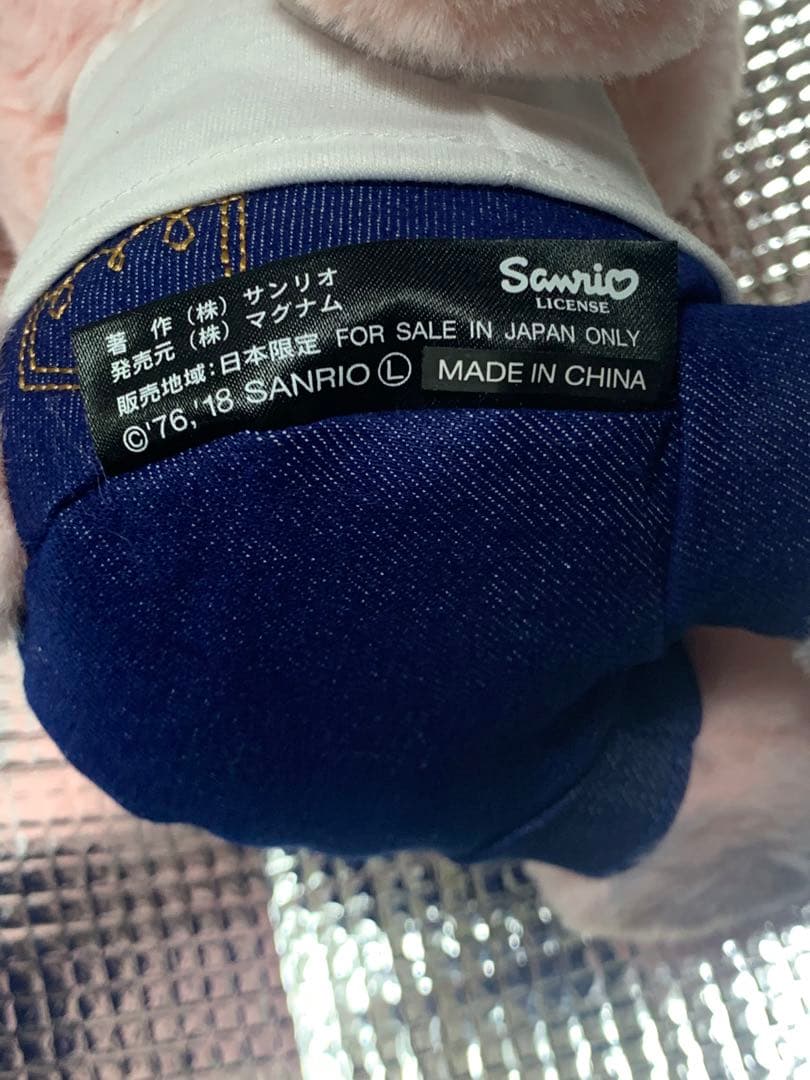 著　作（株）サンリオ
発売元（株）マグナム
販売地域:日本限定 FOR SALE IN JAPAN ONLY
©'76,'18 SANRIO Ⓛ MADE IN CHINA
Sanrio
LICENSE